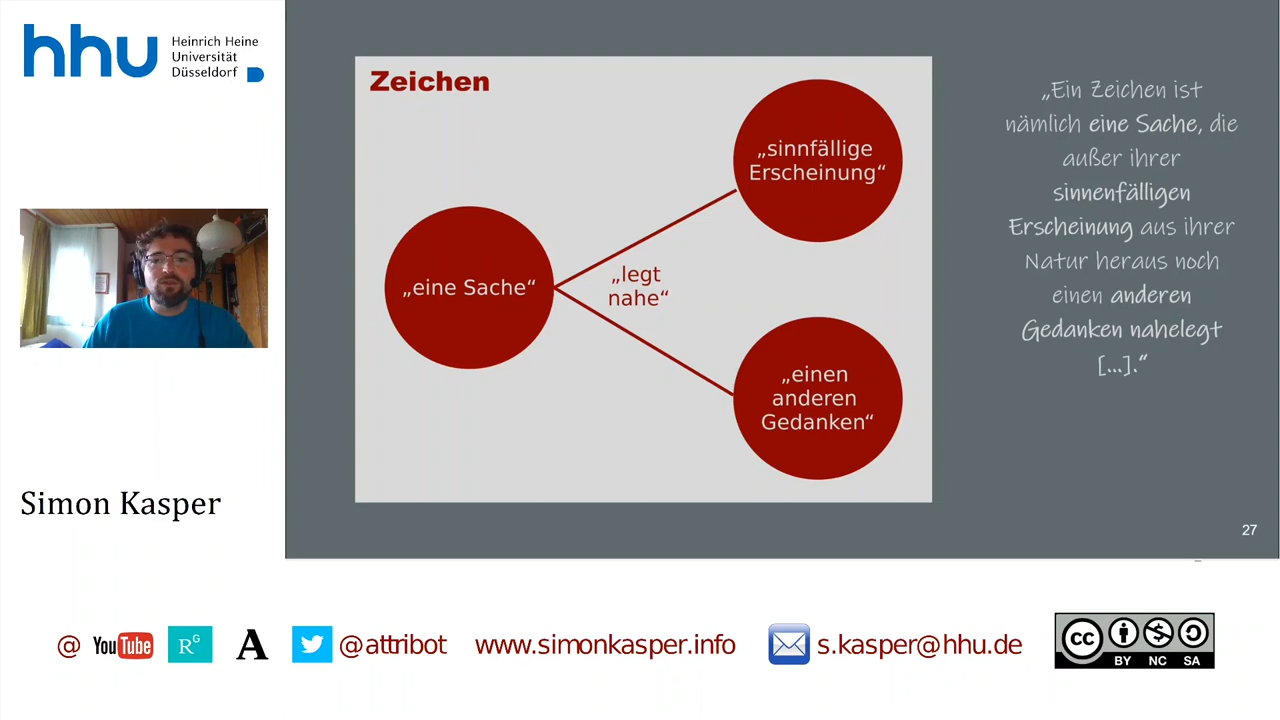 hhu
Heinrich Heine
Universität
Düsseldorf
Simon Kasper
Zeichen
„eine Sache“
„legt
nahe“
„sinnfällige
Erscheinung“
„einen
anderen
Gedanken“
„Ein Zeichen ist
nämlich eine Sache, die
außer ihrer
sinnenfälligen
Erscheinung aus ihrer
Natur heraus noch
einen anderen
Gedanken nahelegt
[...].“
27
@ YouTube RG A @attribot www.simonkasper.info s.kasper@hhu.de
cc BY NC SA